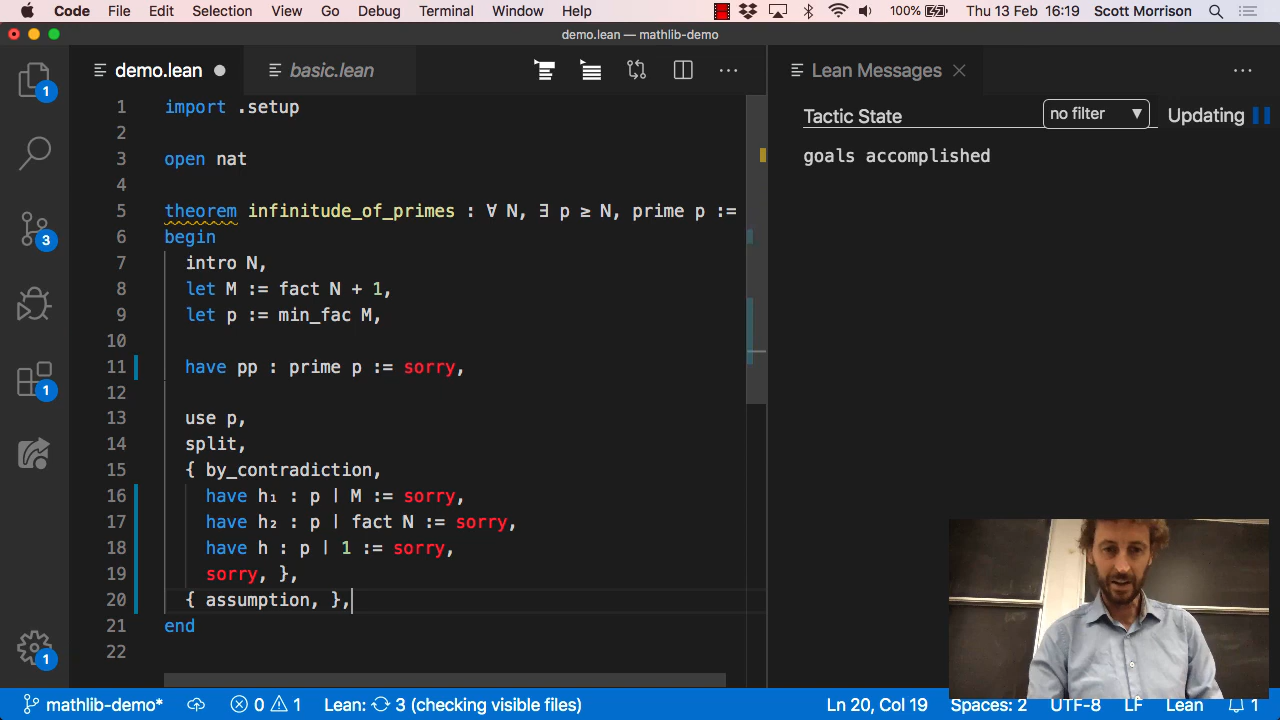 Code File Edit Selection View Go Debug Terminal Window Help 100% Thu 13 Feb 16:19 Scott Morrison
demo.lean — mathlib-demo
demo.lean basic.lean
1 import .setup
2
3 open nat
4
5 theorem infinitude_of_primes : ∀ N, ∃ p ≥ N, prime p :=
6 begin
7 intro N,
8 let M := fact N + 1,
9 let p := min_fac M,
10
11 have pp : prime p := sorry,
12
13 use p,
14 split,
15 { by_contradiction,
16 have h₁ : p ∣ M := sorry,
17 have h₂ : p ∣ fact N := sorry,
18 have h : p ∣ 1 := sorry,
19 sorry, },
20 { assumption, },
21 end
22
Lean Messages
Tactic State no filter ▼ Updating
goals accomplished
1
3
1
1
mathlib-demo* 0 1 Lean: 3 (checking visible files) Ln 20, Col 19 Spaces: 2 UTF-8 LF Lean 1